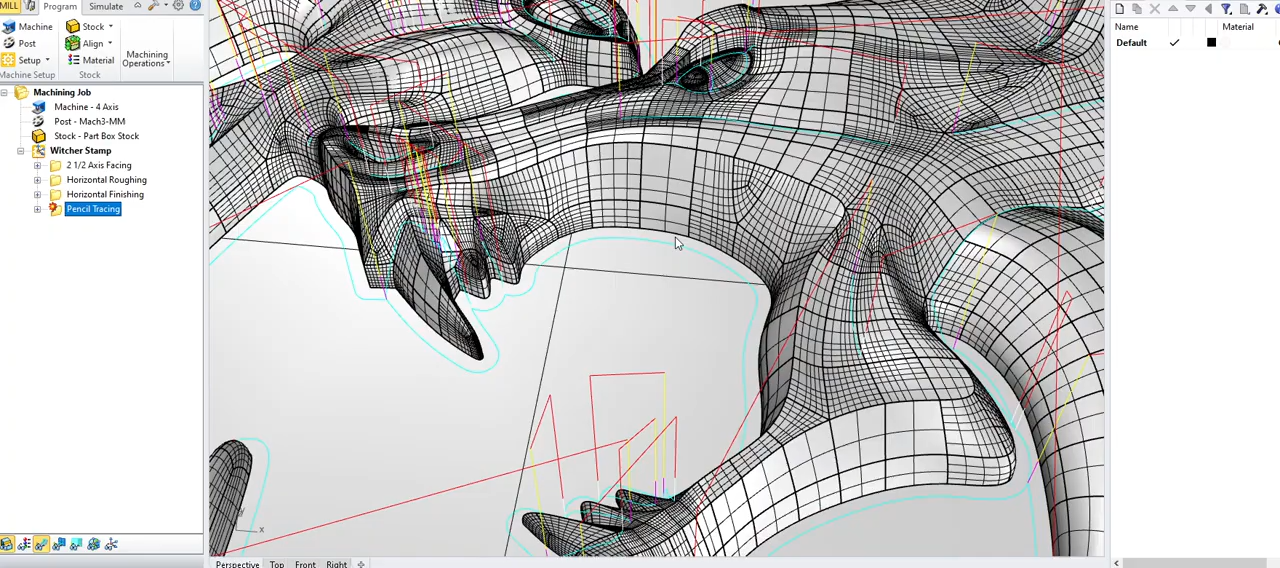 MILL Program Simulate
Machine Stock
Post Align
Setup Material
Machining
Operations
Machine Setup Stock
Machining Job
Machine - 4 Axis
Post - Mach3-MM
Stock - Part Box Stock
Witcher Stamp
2 1/2 Axis Facing
Horizontal Roughing
Horizontal Finishing
Pencil Tracing
y
x
Perspective Top Front Right
Name Material
Default